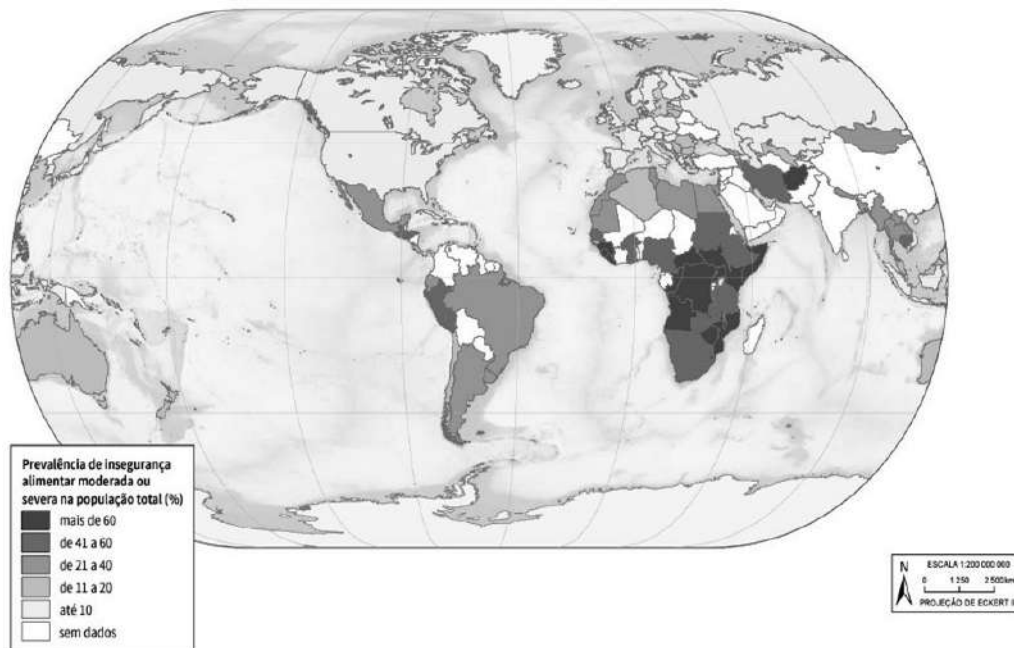 Prevalência de insegurança
alimentar moderada ou
severa na população total (%)
mais de 60
de 41 a 60
de 21 a 40
de 11 a 20
até 10
sem dados
N
ESCALA 1:200 000 000
0 1 250 2 500 km
PROJEÇÃO DE ECKERT I